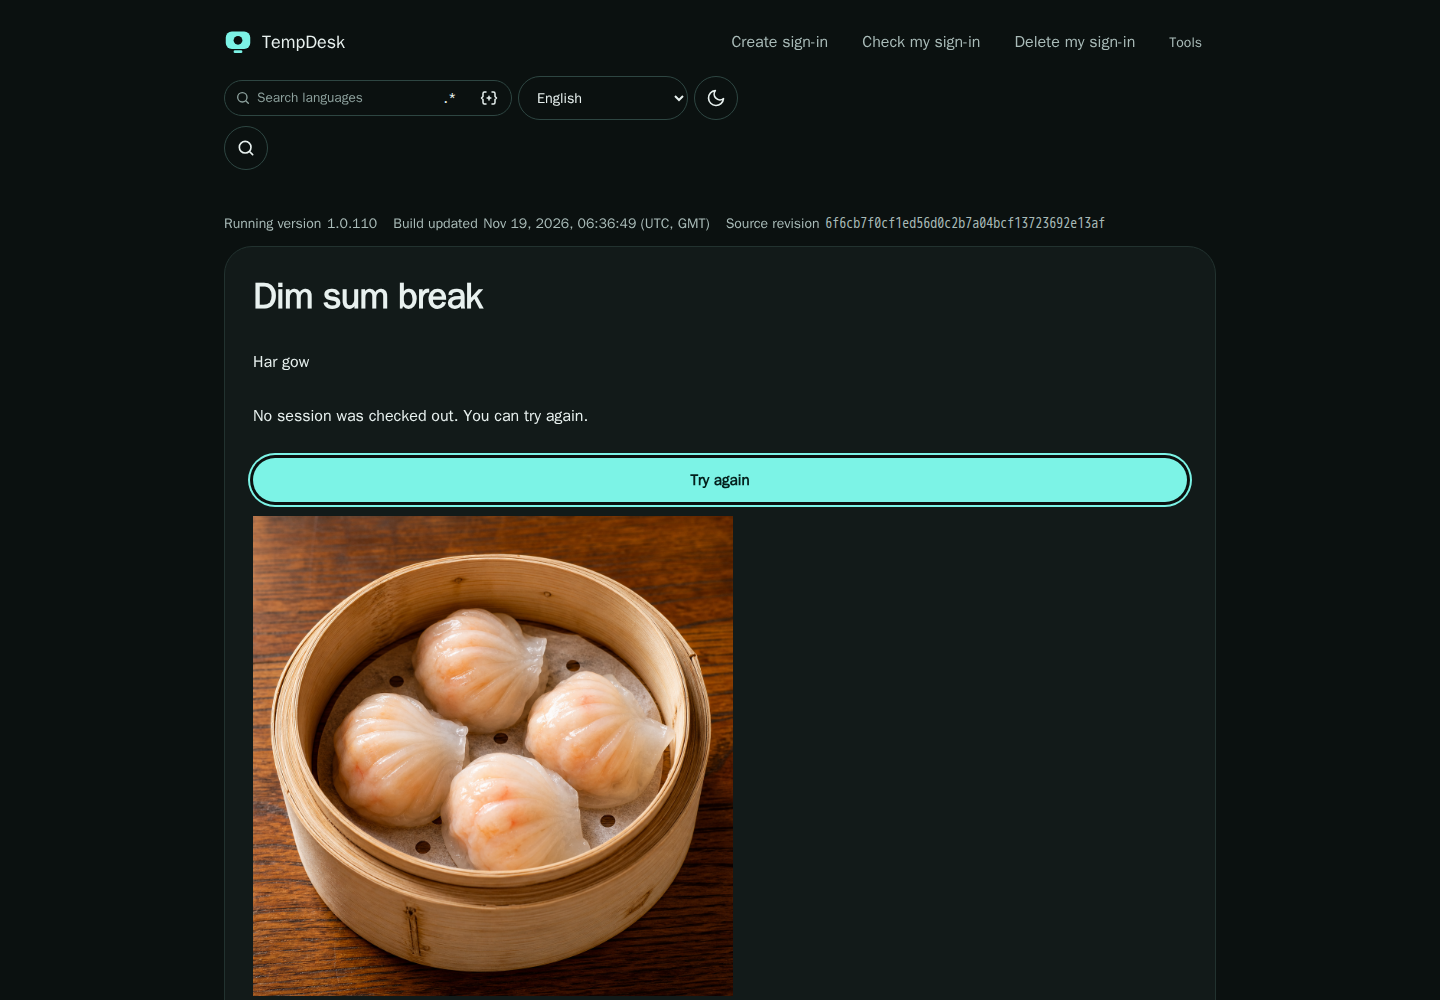 TempDesk
Create sign-in
Check my sign-in
Delete my sign-in
Tools
Search languages
.*
English
Running version 1.0.110
Build updated Nov 19, 2026, 06:36:49 (UTC, GMT)
Source revision 6f6cb7f0cf1ed56d0c2b7a04bcf13723692e13af
Dim sum break
Har gow
No session was checked out. You can try again.
Try again